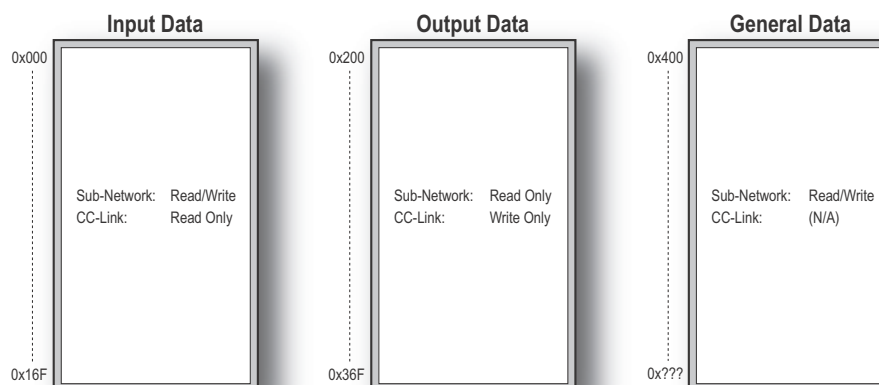 Input Data
0x000
Sub-Network: Read/Write
CC-Link: Read Only
0x16F
Output Data
0x200
Sub-Network: Read Only
CC-Link: Write Only
0x36F
General Data
0x400
Sub-Network: Read/Write
CC-Link: (N/A)
0x???